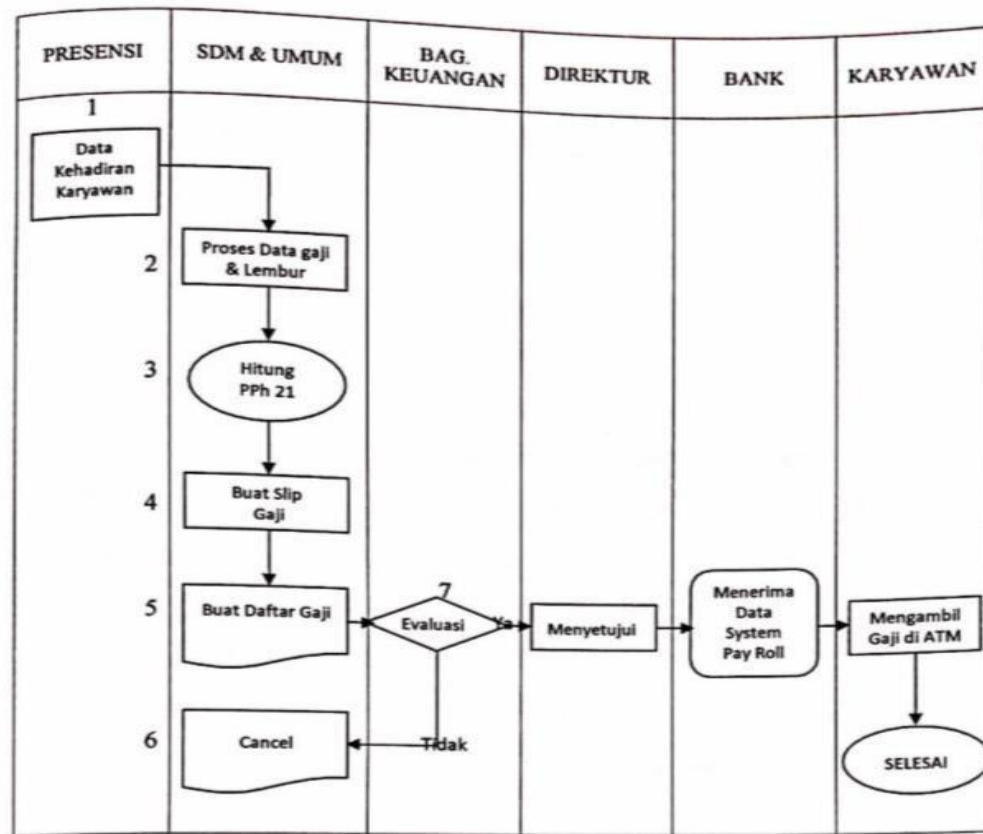 PRESENSI
SDM & UMUM
BAG.
KEUANGAN
DIREKTUR
BANK
KARYAWAN
1
Data
Kehadiran
Karyawan
2
Proses Data gaji
& Lembur
3
Hitung
PPh 21
4
Buat Slip
Gaji
5
Buat Daftar Gaji
7
Evaluasi
Ya
Menyetujui
Menerima
Data
System
Pay Roll
Mengambil
Gaji di ATM
6
Cancel
Tidak
SELESAI